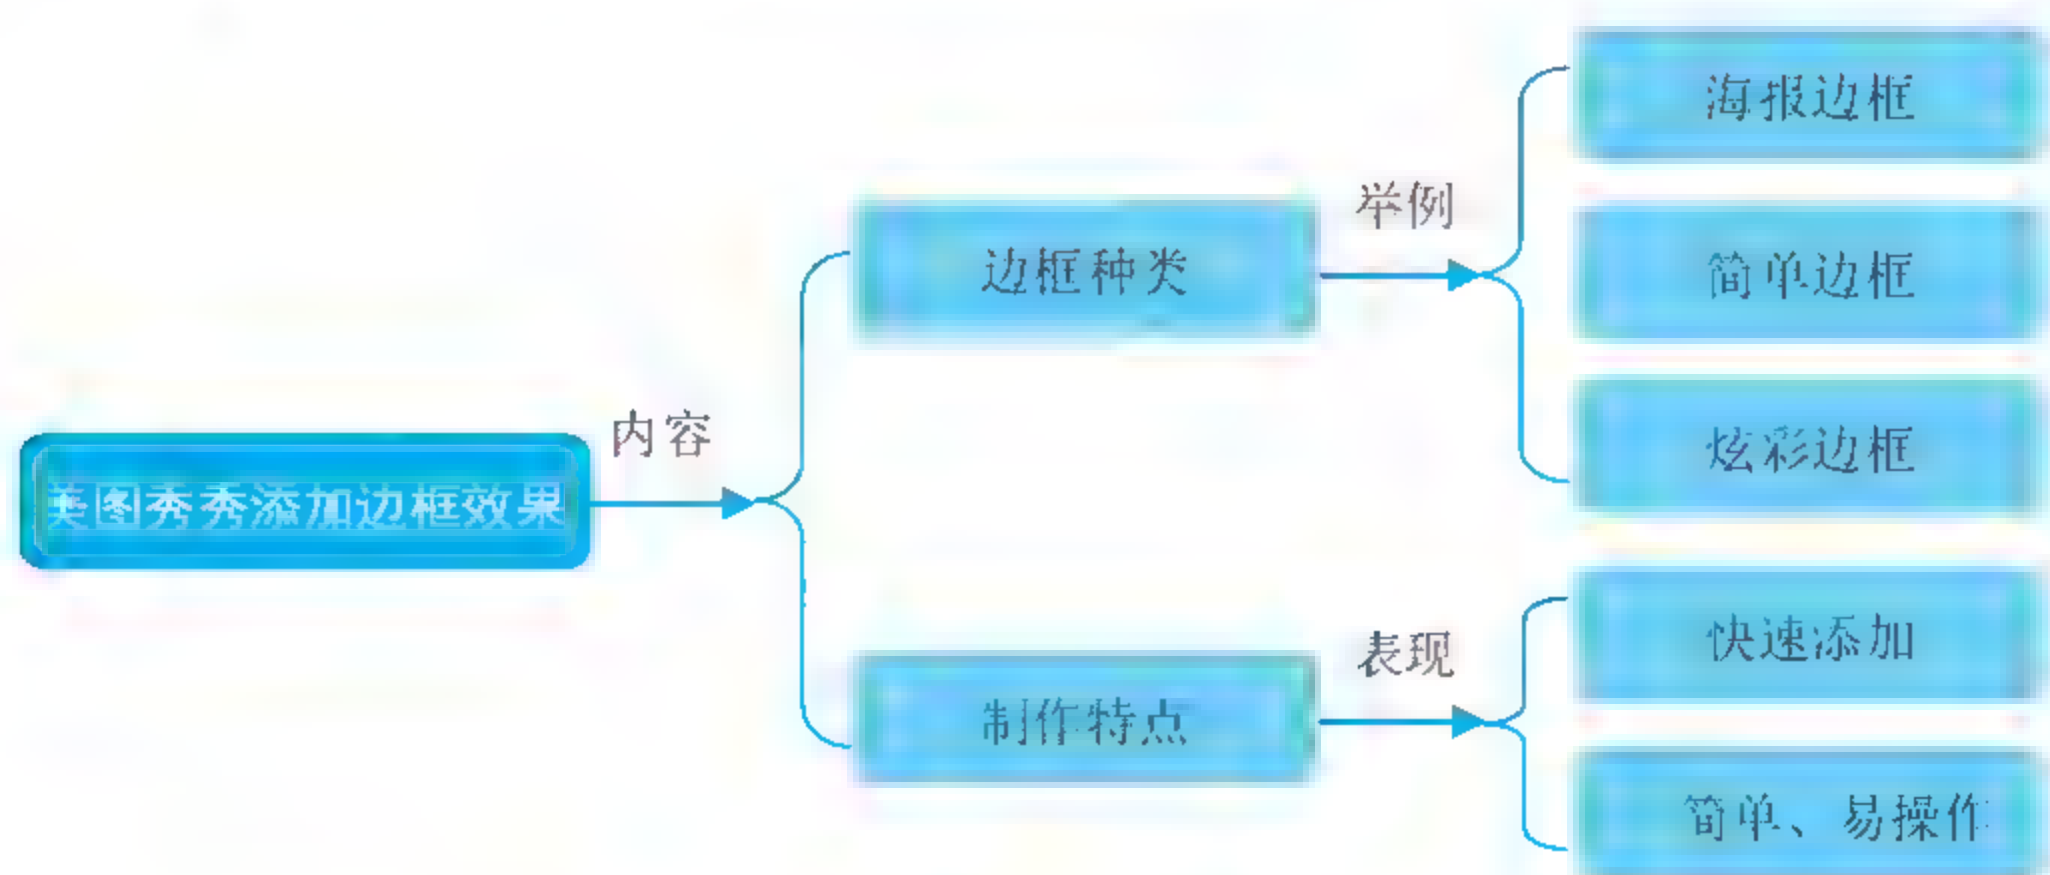 美图秀秀添加边框效果
内容
边框种类
举例
海报边框
简单边框
炫彩边框
制作特点
表现
快速添加
简单、易操作